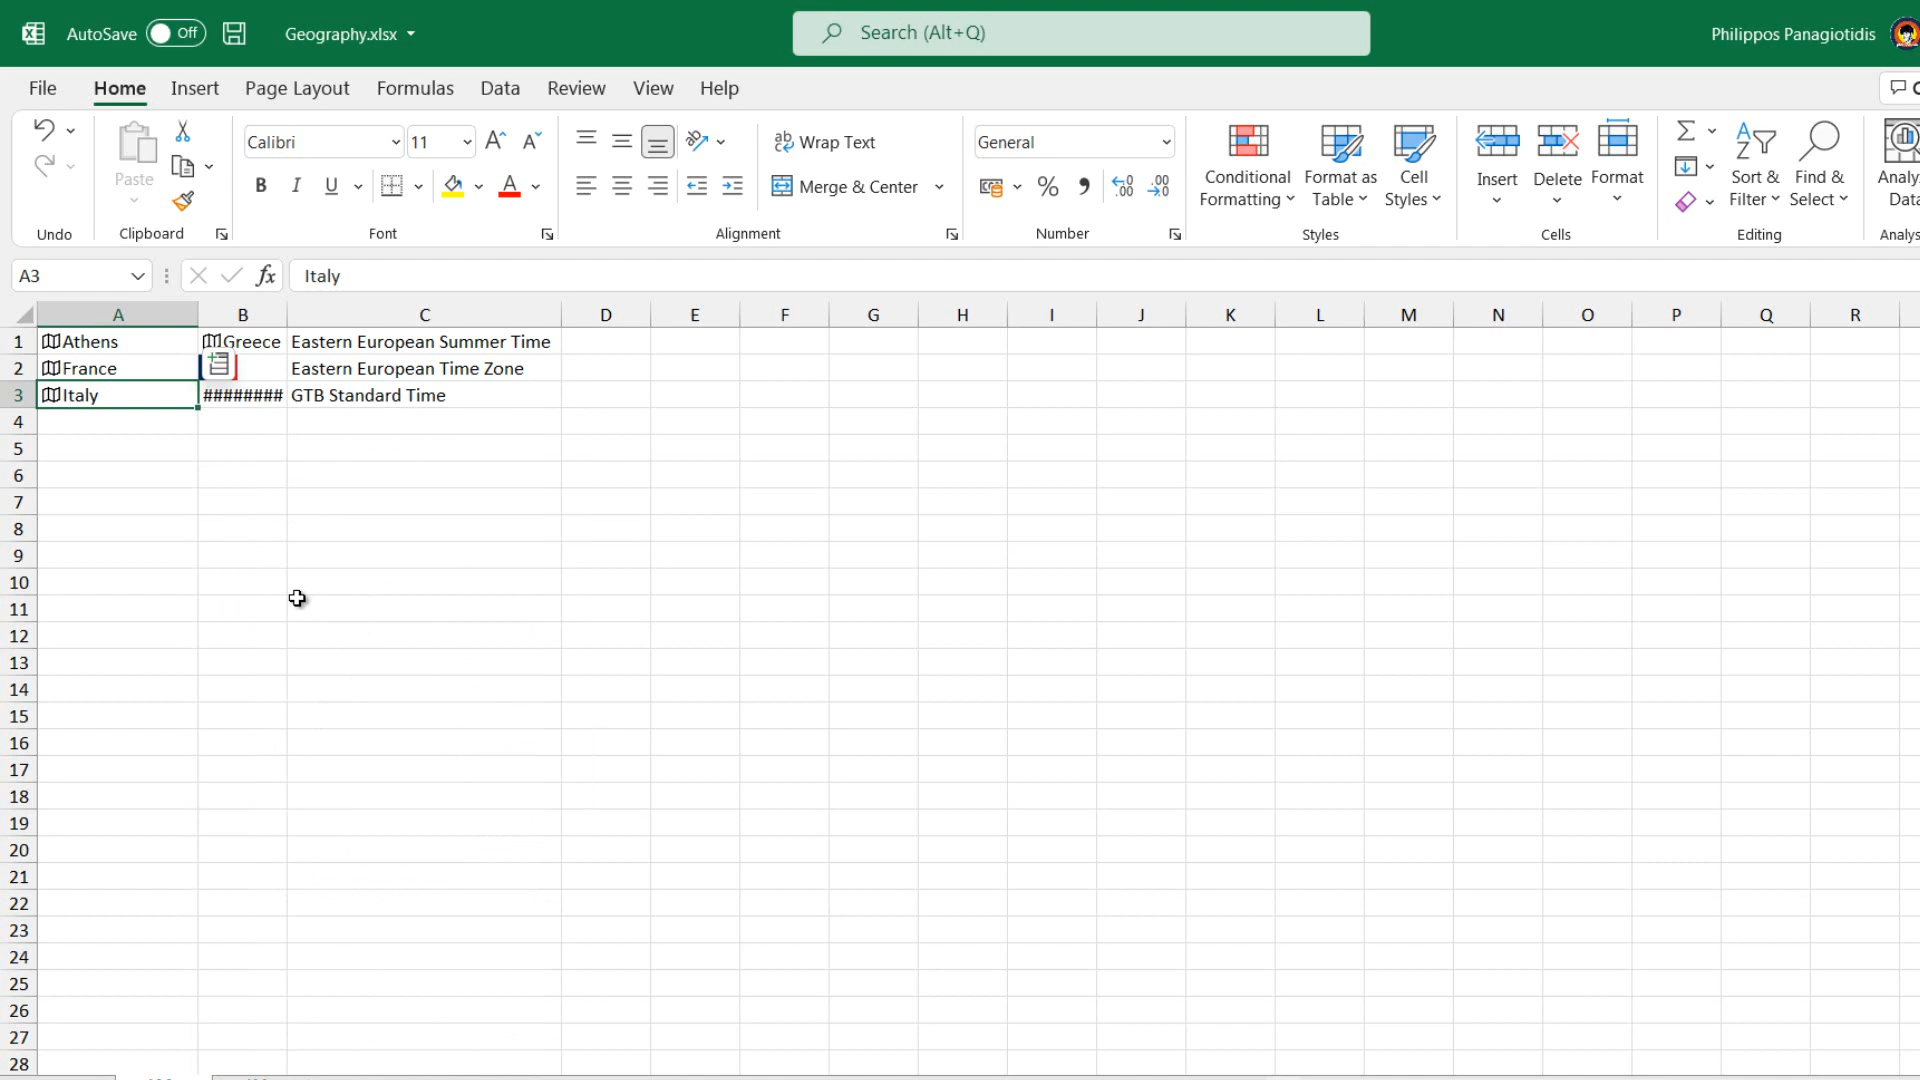 AutoSave Off Geography.xlsx Search (Alt+Q) Philippos Panagiotidis
File Home Insert Page Layout Formulas Data Review View Help
Paste Calibri 11 Wrap Text General Conditional Formatting Format as Table Cell Styles Insert Delete Format Sort & Filter Find & Select
B I U Merge & Center % ,
Undo Clipboard Font Alignment Number Styles Cells Editing
A3 fx Italy
A B C D E F G H I J K L M N O P Q R
1 Athens Greece Eastern European Summer Time
2 France Eastern European Time Zone
3 Italy ######## GTB Standard Time
4
5
6
7
8
9
10
11
12
13
14
15
16
17
18
19
20
21
22
23
24
25
26
27
28